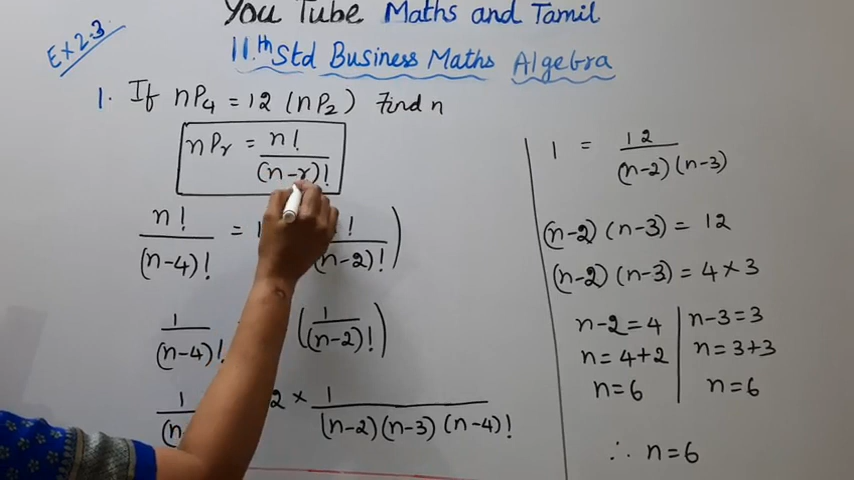 You Tube Maths and Tamil
Ex 2.3
11.th Std Business Maths Algebra
1. If nP₄ = 12 (nP₂) Find n
nPᵣ = n! / (n-r)!
n! / (n-4)! = 1 ! / (n-2)! )
1 / (n-4)! ( 1 / (n-2)! )
1 / (n 2 × 1 / (n-2)(n-3)(n-4)!
1 = 12 / (n-2)(n-3)
(n-2)(n-3) = 12
(n-2)(n-3) = 4×3
n-2=4 | n-3=3
n=4+2 | n=3+3
n=6 | n=6
∴ n=6